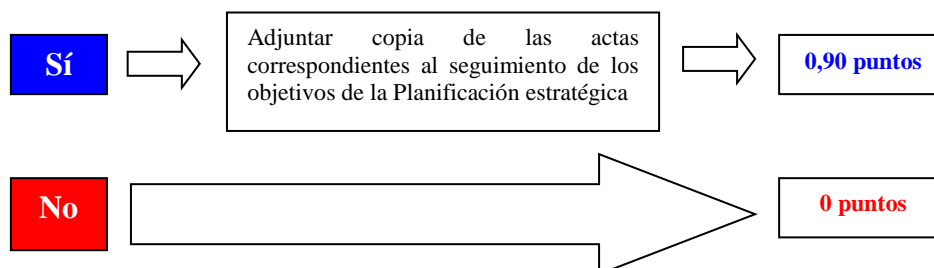 Sí
Adjuntar copia de las actas
correspondientes al seguimiento de los
objetivos de la Planificación estratégica
0,90 puntos
No
0 puntos